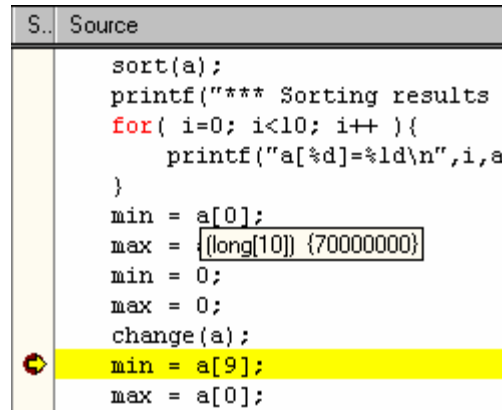 S.. Source
sort(a);
printf("*** Sorting results
for( i=0; i<10; i++ ){
printf("a[%d]=%ld\n",i,a
}
min = a[0];
max =
(long[10]) {70000000}
min = 0;
max = 0;
change(a);
min = a[9];
max = a[0];